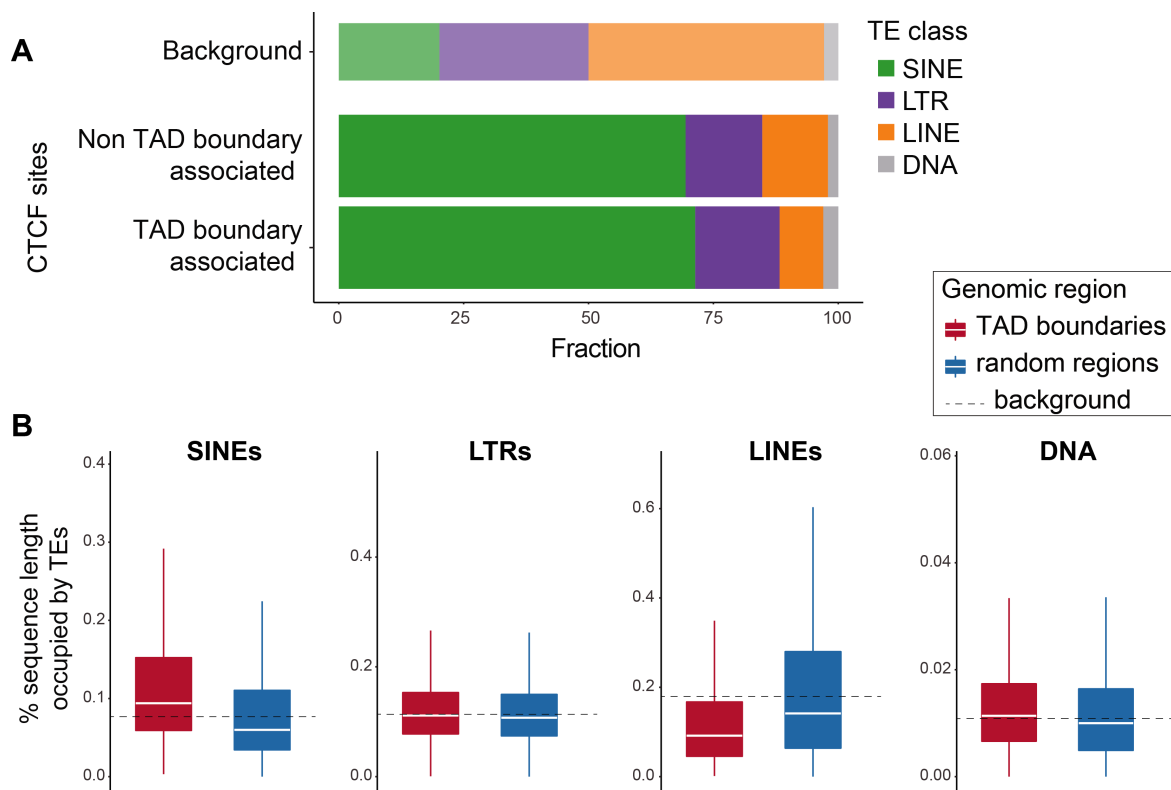 A
CTCF sites
Background
Non TAD boundary
associated
TAD boundary
associated
0
25
50
75
100
Fraction
TE class
SINE
LTR
LINE
DNA
Genomic region
TAD boundaries
random regions
background
B
% sequence length
occupied by TEs
SINEs
0.4
0.3
0.2
0.1
0.0
LTRs
0.4
0.2
0.0
LINEs
0.6
0.4
0.2
0.0
DNA
0.06
0.04
0.02
0.00